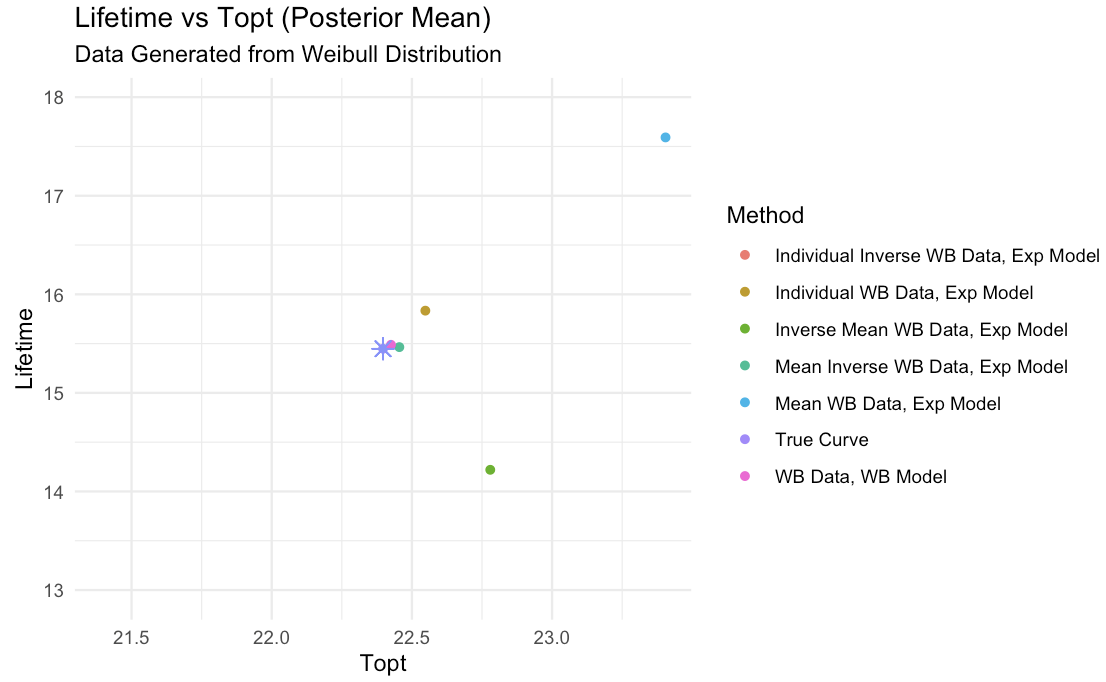 Lifetime vs Topt (Posterior Mean)
Data Generated from Weibull Distribution
18
17
16
15
14
13
Lifetime
21.5 22.0 22.5 23.0
Topt
Method
Individual Inverse WB Data, Exp Model
Individual WB Data, Exp Model
Inverse Mean WB Data, Exp Model
Mean Inverse WB Data, Exp Model
Mean WB Data, Exp Model
True Curve
WB Data, WB Model